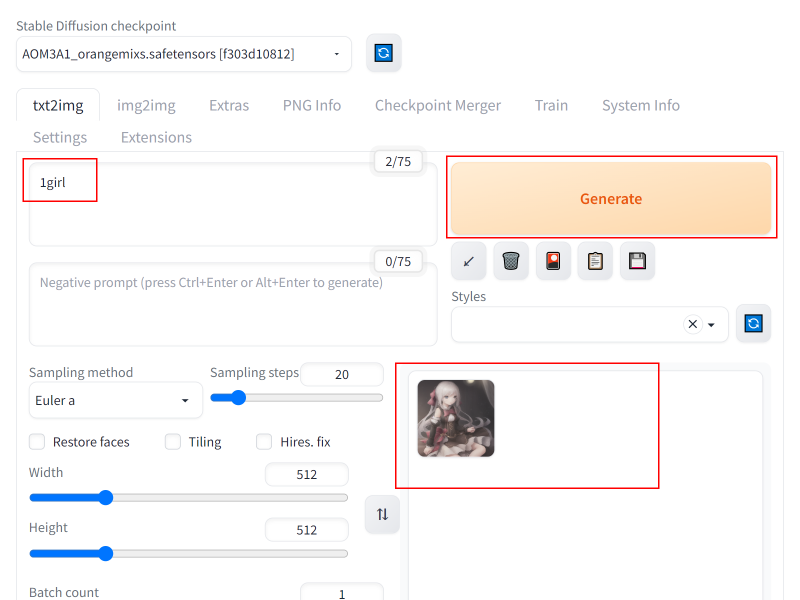 Stable Diffusion checkpoint
AOM3A1_orangemixs.safetensors [f303d10812]
txt2img img2img Extras PNG Info Checkpoint Merger Train System Info
Settings Extensions
2/75
1girl
Generate
0/75
Negative prompt (press Ctrl+Enter or Alt+Enter to generate)
Styles
Sampling method
Euler a
Sampling steps 20
Restore faces Tiling Hires. fix
Width 512
Height 512
Batch count 1